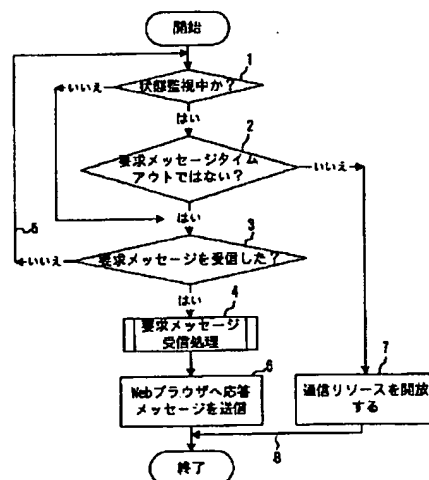 開始
1
状態監視中か?
いいえ
はい
2
要求メッセージタイム
アウトではない?
いいえ
はい
3
要求メッセージを受信した?
いいえ
5
はい
4
要求メッセージ
受信処理
6
Webブラウザへ応答
メッセージを送信
7
通信リソースを開放
する
8
終了